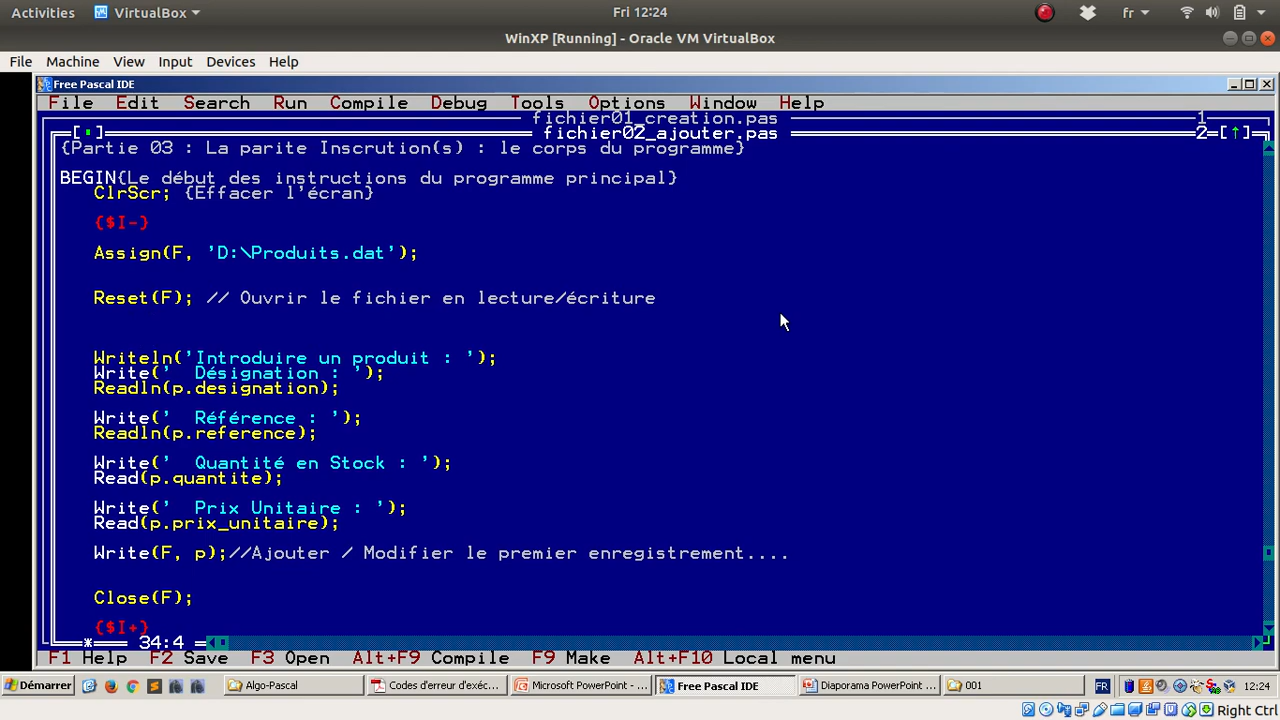 Activities VirtualBox Fri 12:24 fr
WinXP [Running] - Oracle VM VirtualBox
File Machine View Input Devices Help
Free Pascal IDE
File Edit Search Run Compile Debug Tools Options Window Help
fichier01_creation.pas 1
[▪] fichier02_ajouter.pas 2=[↑]
{Partie 03 : La parite Inscrution(s) : le corps du programme}
BEGIN{Le début des instructions du programme principal}
ClrScr; {Effacer l'écran}
{$I-}
Assign(F, 'D:\Produits.dat');
Reset(F); // Ouvrir le fichier en lecture/écriture
Writeln('Introduire un produit : ');
Write('  Désignation : ');
Readln(p.designation);
Write('  Référence : ');
Readln(p.reference);
Write('  Quantité en Stock : ');
Read(p.quantite);
Write('  Prix Unitaire : ');
Read(p.prix_unitaire);
Write(F, p);//Ajouter / Modifier le premier enregistrement....
Close(F);
{$I+}
* 34:4
F1 Help F2 Save F3 Open Alt+F9 Compile F9 Make Alt+F10 Local menu
Démarrer Algo-Pascal Codes d'erreur d'exéc... Microsoft PowerPoint - ... Free Pascal IDE Diaporama PowerPoint ... 001 FR 12:24
Right Ctrl